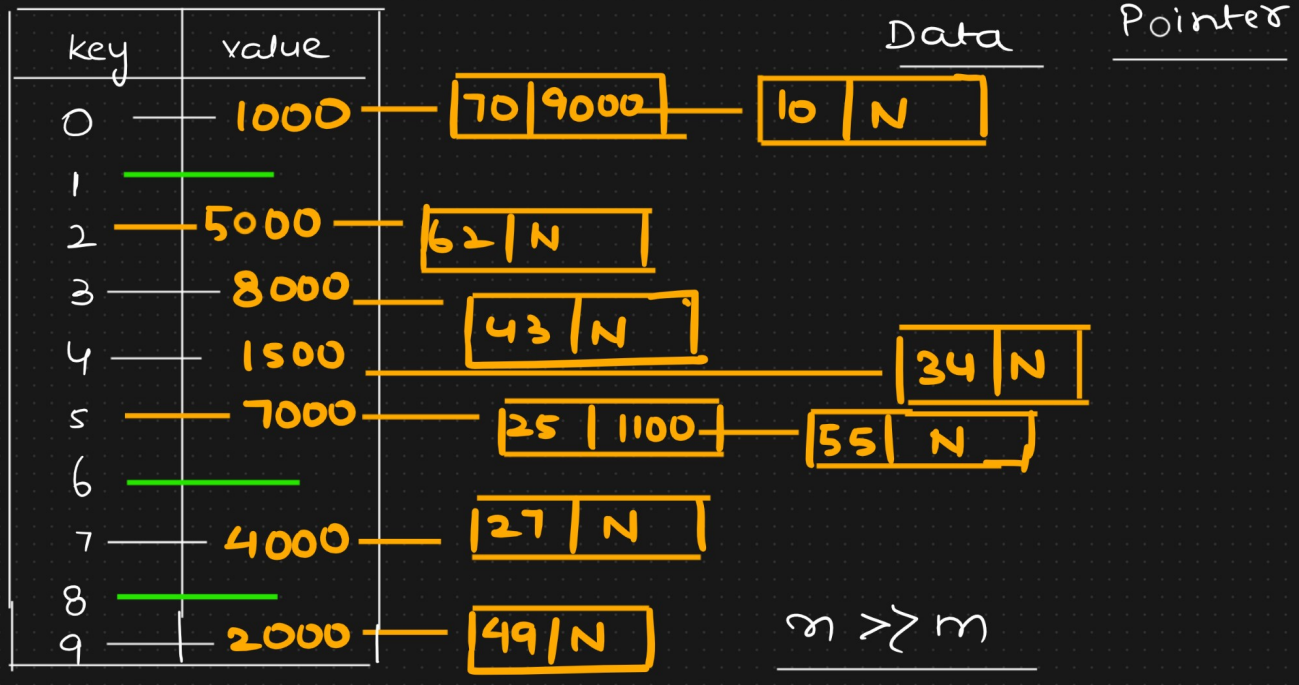 key value Data Pointer
0 1000 70 9000 10 N
1
2 5000 62 N
3 8000 43 N
4 1500 34 N
5 7000 25 1100 55 N
6
7 4000 27 N
8
9 2000 49 N
n >> m